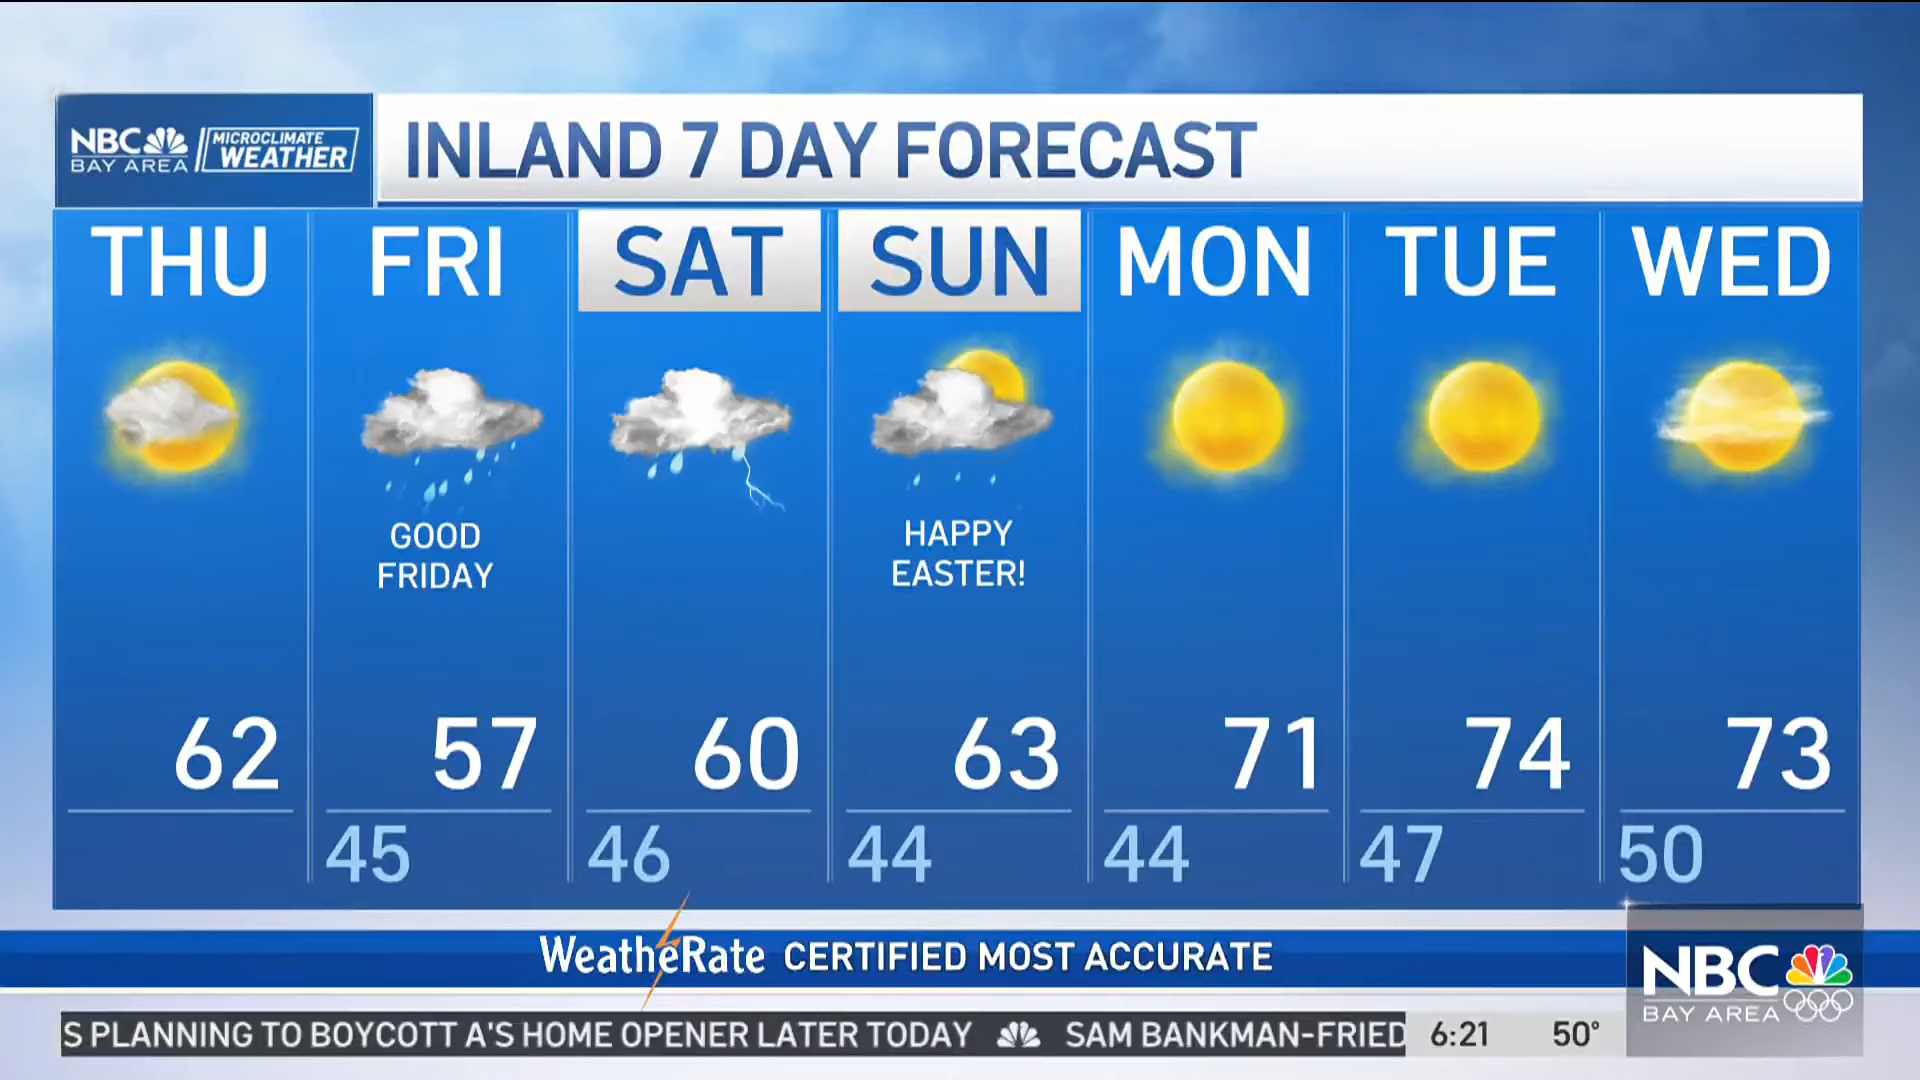 NBC
BAY AREA
MICROCLIMATE
WEATHER
INLAND 7 DAY FORECAST
THU FRI SAT SUN MON TUE WED
GOOD
FRIDAY
HAPPY
EASTER!
62 57 60 63 71 74 73
45 46 44 44 47 50
WeatheRate CERTIFIED MOST ACCURATE
NBC
BAY AREA
S PLANNING TO BOYCOTT A'S HOME OPENER LATER TODAY SAM BANKMAN-FRIED 6:21 50°